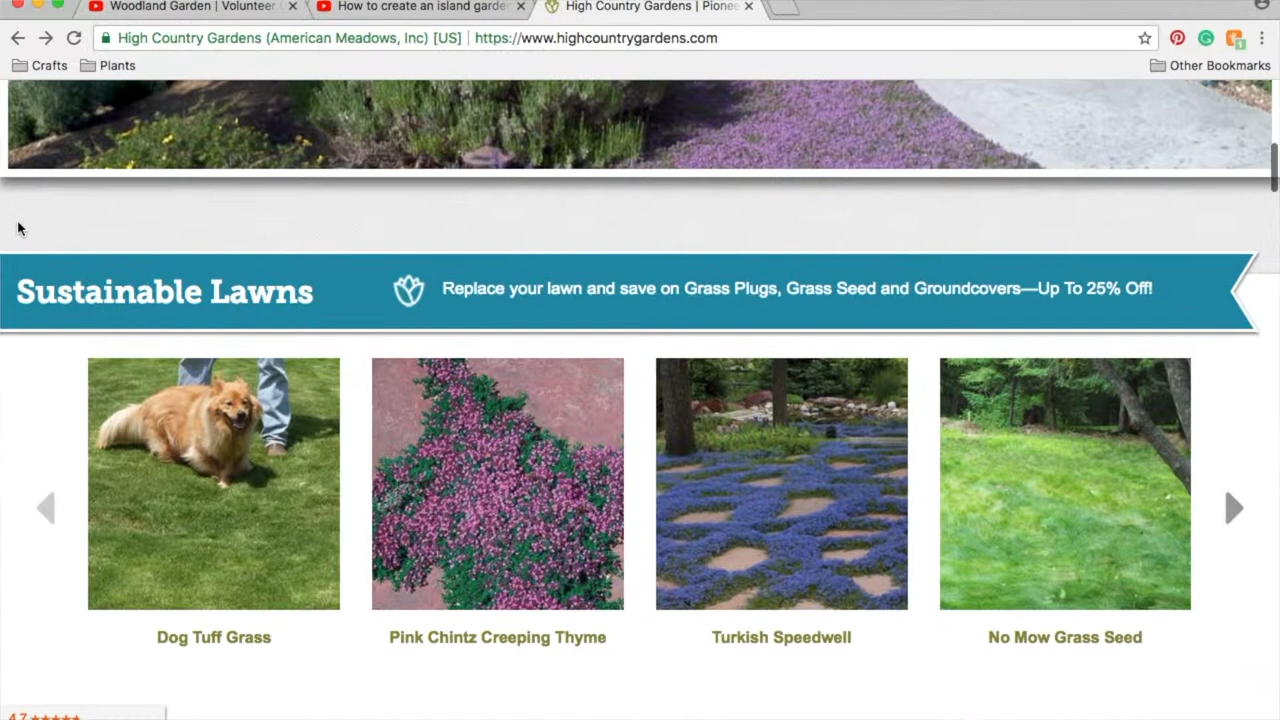 Woodland Garden | Volunteer
How to create an island garde
High Country Gardens | Pionee
High Country Gardens (American Meadows, Inc) [US] https://www.highcountrygardens.com
Crafts Plants Other Bookmarks
Sustainable Lawns
Replace your lawn and save on Grass Plugs, Grass Seed and Groundcovers—Up To 25% Off!
Dog Tuff Grass
Pink Chintz Creeping Thyme
Turkish Speedwell
No Mow Grass Seed
4.7 ★★★★★